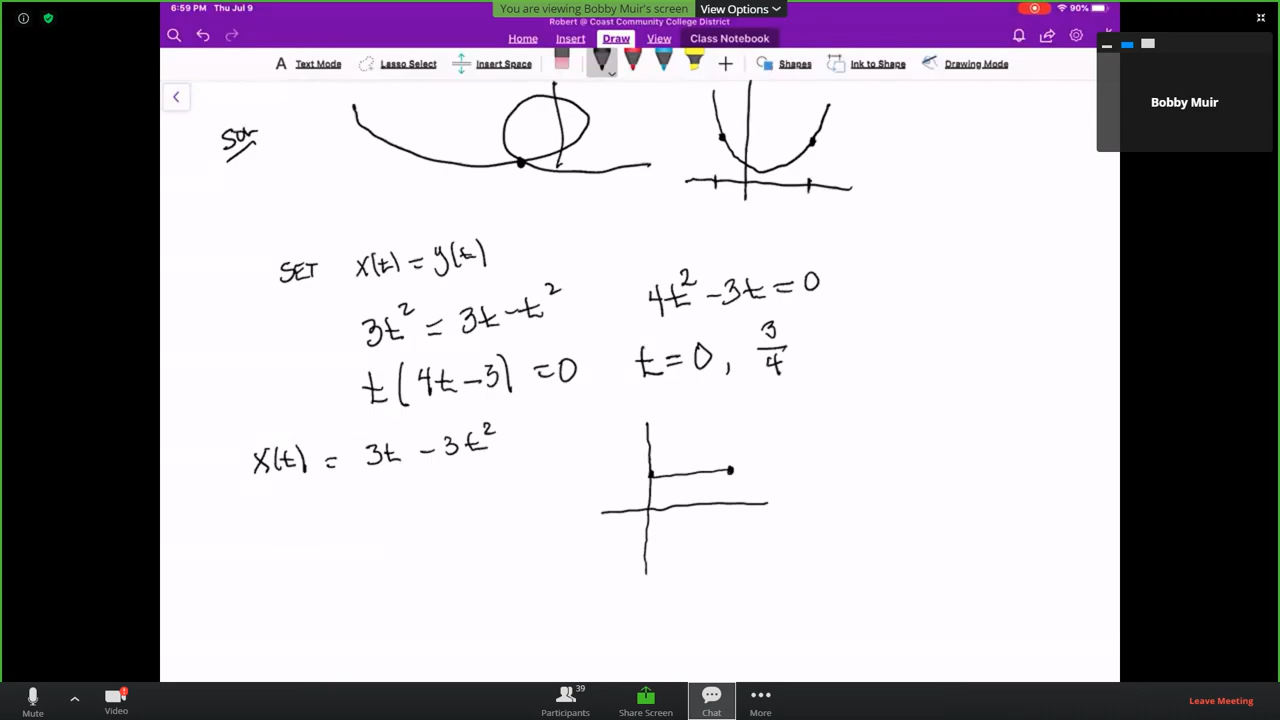 6:59 PM Thu Jul 9
You are viewing Bobby Muir's screen
View Options
90%
Robert @ Coast Community College District
Home Insert Draw View Class Notebook
Text Mode Lasso Select Insert Space Shapes Ink to Shape Drawing Mode
Bobby Muir
Soln
SET x(t) = y(t)
3t² = 3t - t²
4t² - 3t = 0
t(4t - 3) = 0
t = 0, 3/4
x(t) = 3t - 3t²
Mute
Video
Participants 39
Share Screen
Chat
More
Leave Meeting